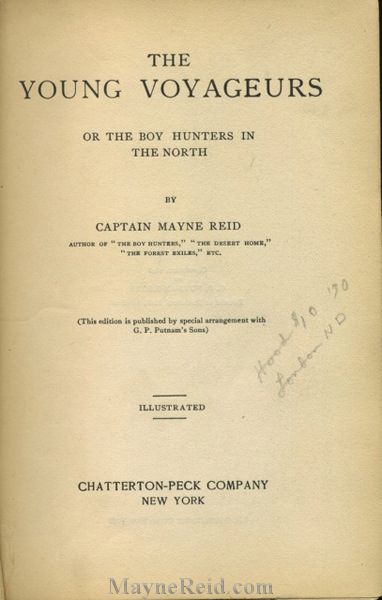 THE
YOUNG VOYAGEURS
OR THE BOY HUNTERS IN
THE NORTH
BY
CAPTAIN MAYNE REID
AUTHOR OF "THE BOY HUNTERS," "THE DESERT HOME,"
"THE FOREST EXILES," ETC.
(This edition is published by special arrangement with
G. P. Putnam's Sons)
Hood
London
ILLUSTRATED
CHATTERTON-PECK COMPANY
NEW YORK
MayneReid.com